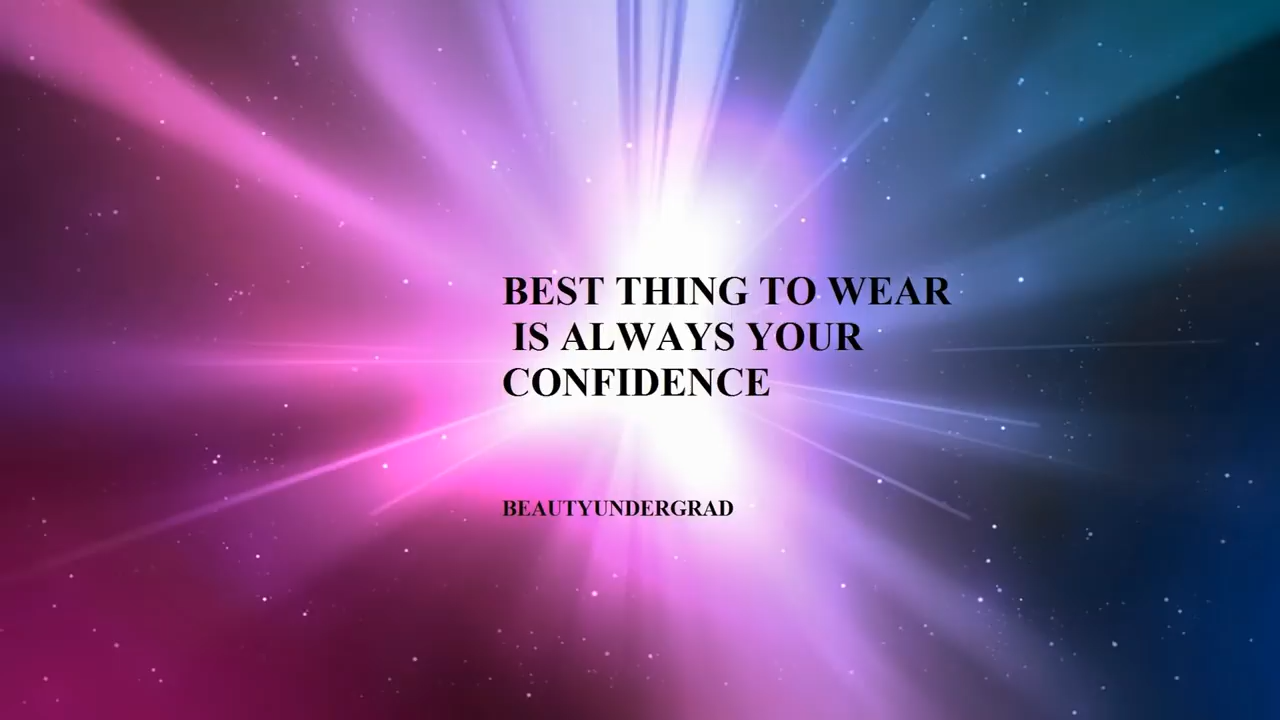 BEST THING TO WEAR
IS ALWAYS YOUR
CONFIDENCE
BEAUTYUNDERGRAD